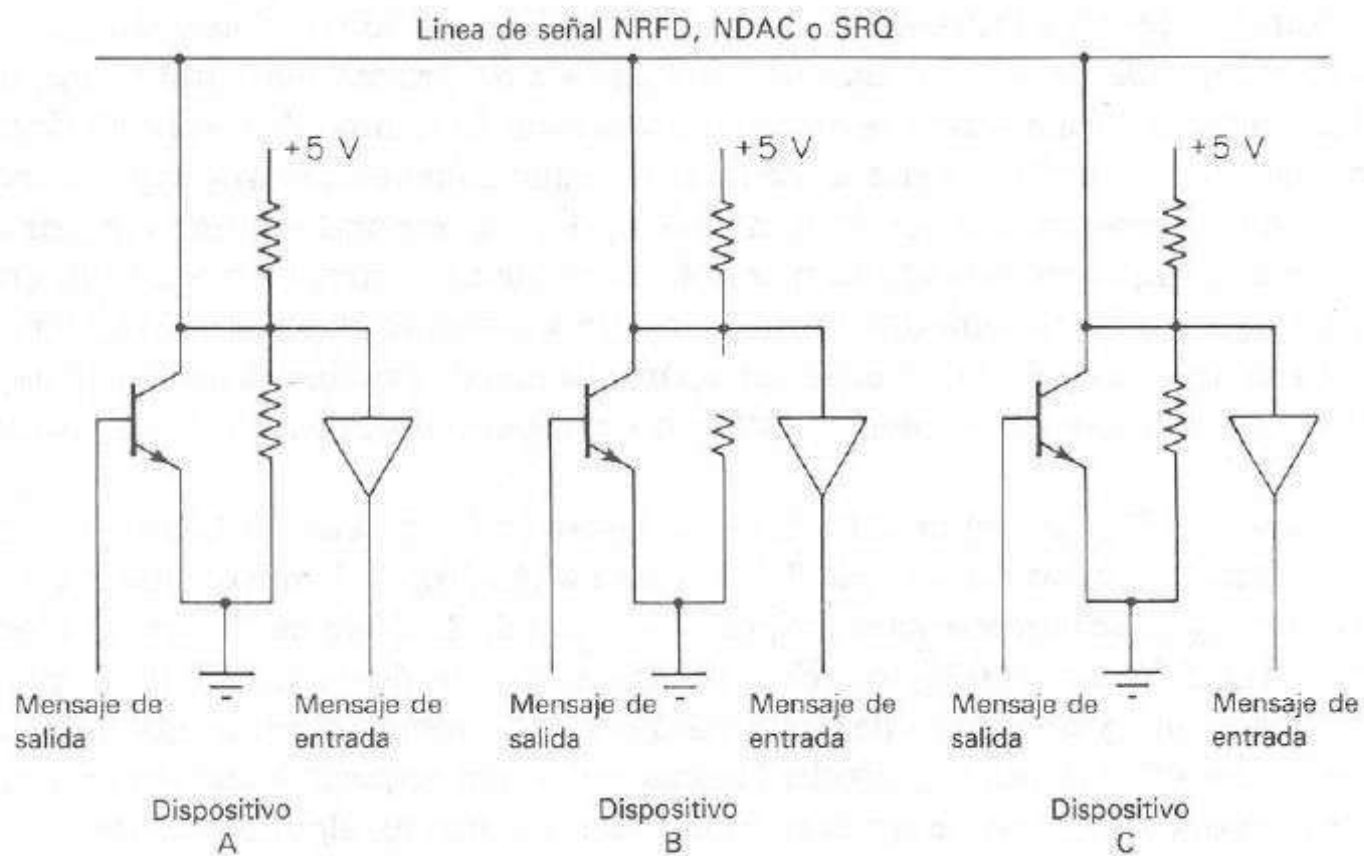 Línea de señal NRFD, NDAC o SRQ
+5 V
+5 V
+5 V
Mensaje de
salida
Mensaje de
entrada
Mensaje de
salida
Mensaje de
entrada
Mensaje de
salida
Mensaje de
entrada
Dispositivo
A
Dispositivo
B
Dispositivo
C